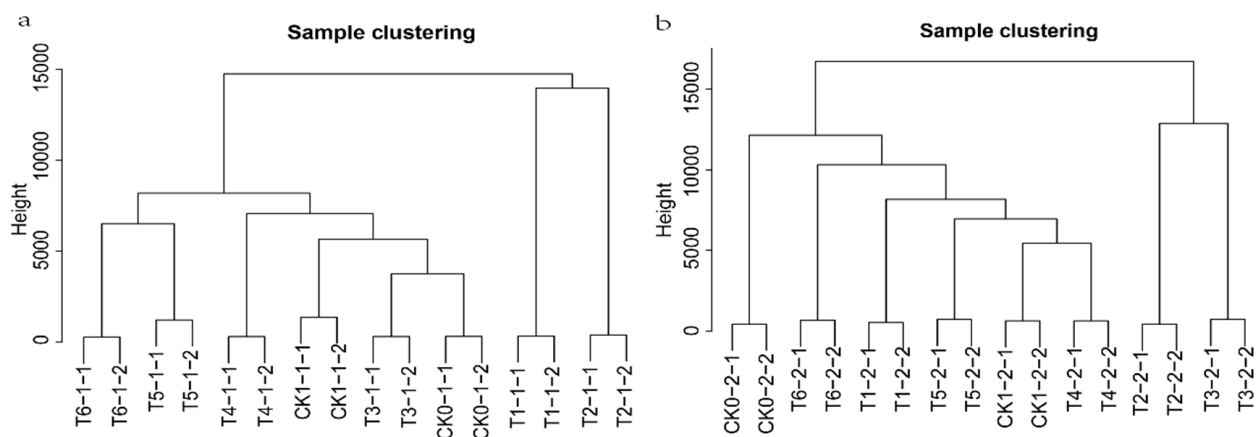 a
Sample clustering
Height
0
5000
10000
15000
T6-1-1
T6-1-2
T5-1-1
T5-1-2
T4-1-1
T4-1-2
CK1-1-1
CK1-1-2
T3-1-1
T3-1-2
CK0-1-1
CK0-1-2
T1-1-1
T1-1-2
T2-1-1
T2-1-2
b
Sample clustering
Height
0
5000
10000
15000
CK0-2-1
CK0-2-2
T6-2-1
T6-2-2
T1-2-1
T1-2-2
T5-2-1
T5-2-2
CK1-2-1
CK1-2-2
T4-2-1
T4-2-2
T2-2-1
T2-2-2
T3-2-1
T3-2-2